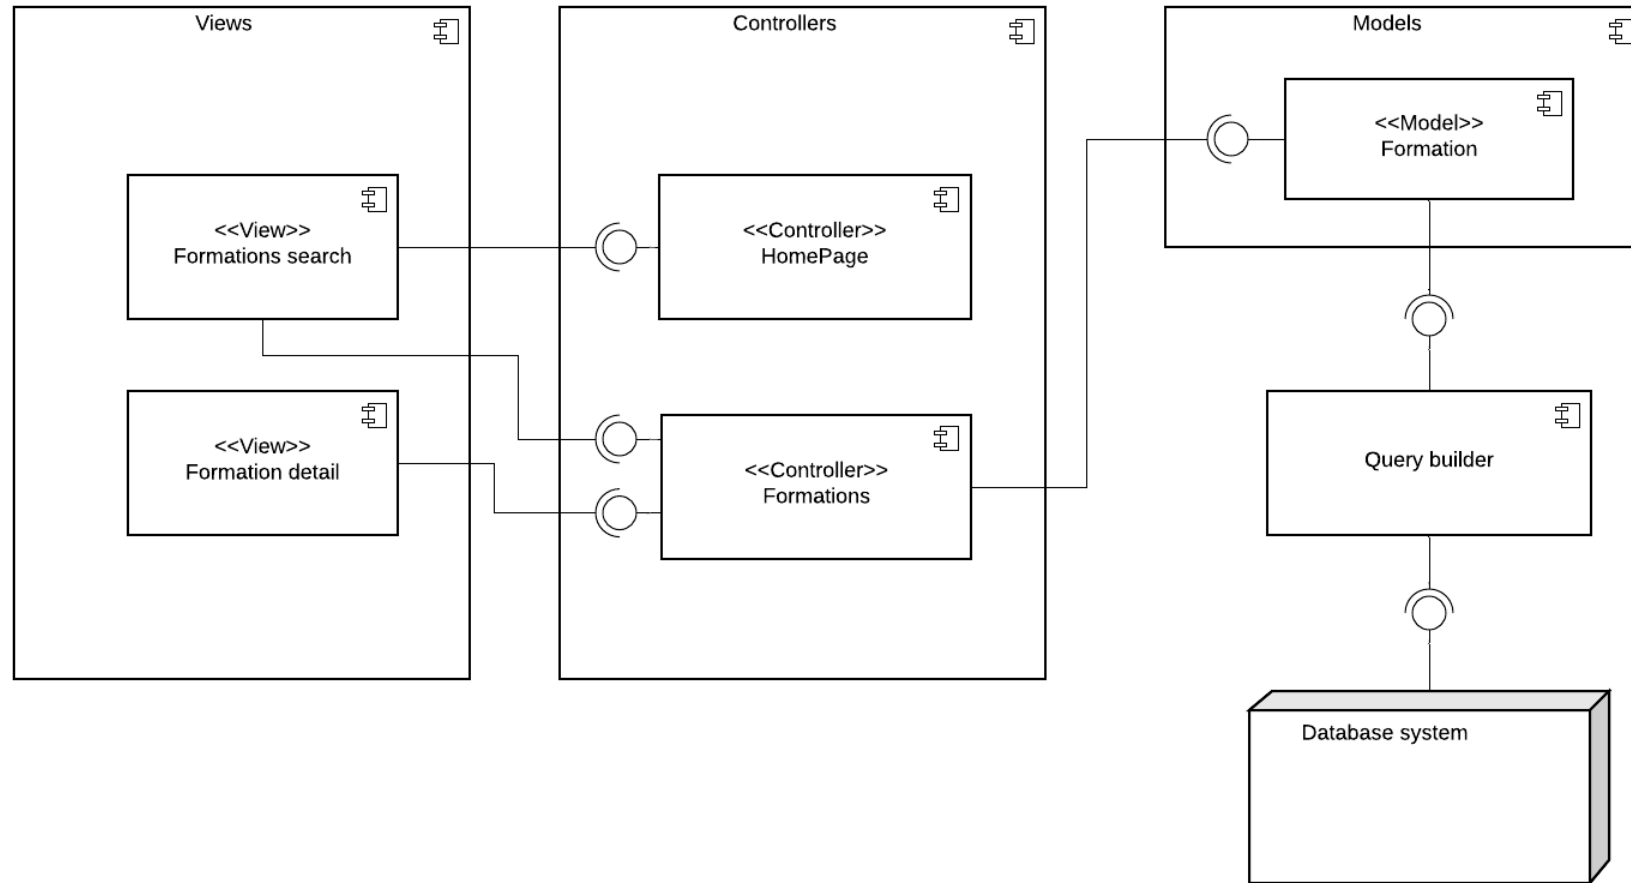 Views
Controllers
Models
<<Model>>
Formation
<<View>>
Formations search
<<Controller>>
HomePage
<<View>>
Formation detail
<<Controller>>
Formations
Query builder
Database system